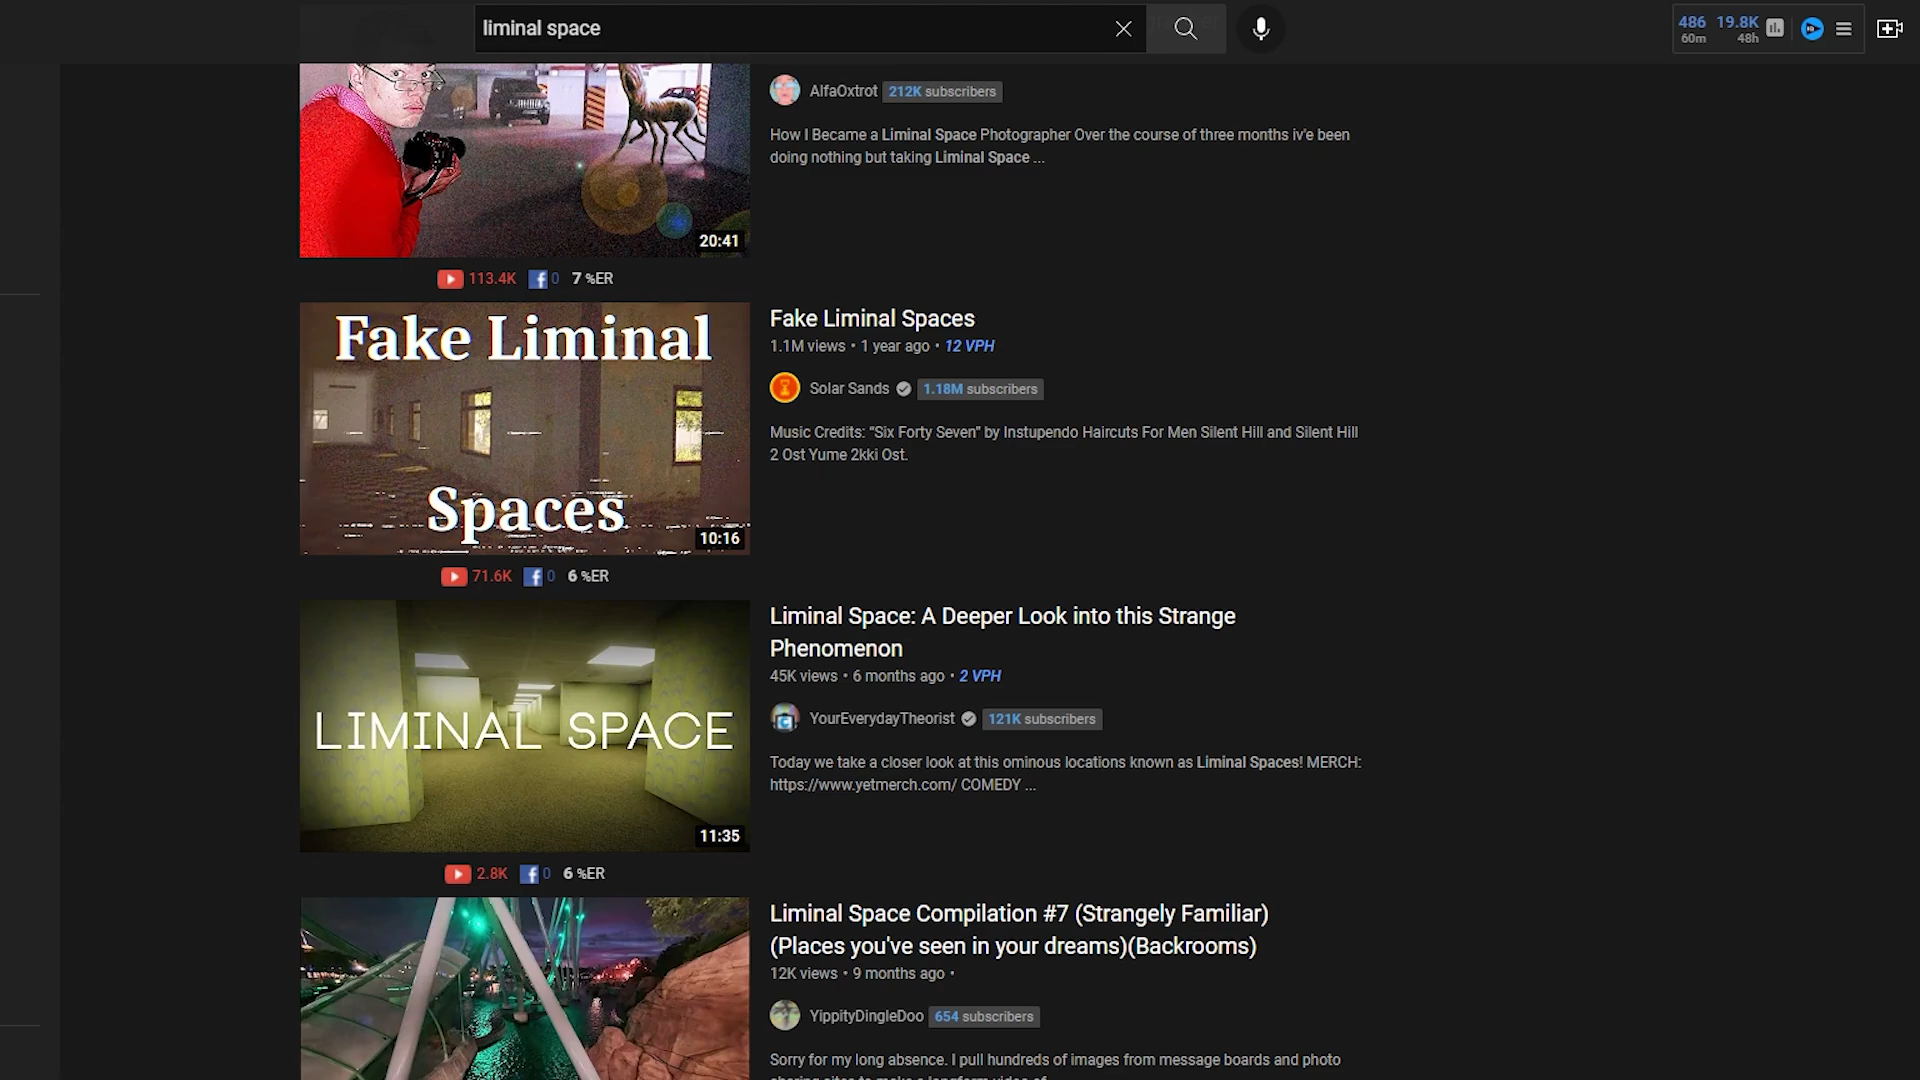 liminal space
486 19.8K
60m 48h
AlfaOxtrot 212K subscribers
How I Became a Liminal Space Photographer Over the course of three months iv'e been
doing nothing but taking Liminal Space ...
20:41
113.4K f 0 7 %ER
Fake Liminal
Spaces
10:16
Fake Liminal Spaces
1.1M views • 1 year ago • 12 VPH
Solar Sands 1.18M subscribers
Music Credits: “Six Forty Seven” by Instupendo Haircuts For Men Silent Hill and Silent Hill
2 Ost Yume 2kki Ost.
71.6K f 0 6 %ER
LIMINAL SPACE
11:35
Liminal Space: A Deeper Look into this Strange
Phenomenon
45K views • 6 months ago • 2 VPH
YourEverydayTheorist 121K subscribers
Today we take a closer look at this ominous locations known as Liminal Spaces! MERCH:
https://www.yetmerch.com/ COMEDY ...
2.8K f 0 6 %ER
Liminal Space Compilation #7 (Strangely Familiar)
(Places you've seen in your dreams)(Backrooms)
12K views • 9 months ago •
YippityDingleDoo 654 subscribers
Sorry for my long absence. I pull hundreds of images from message boards and photo